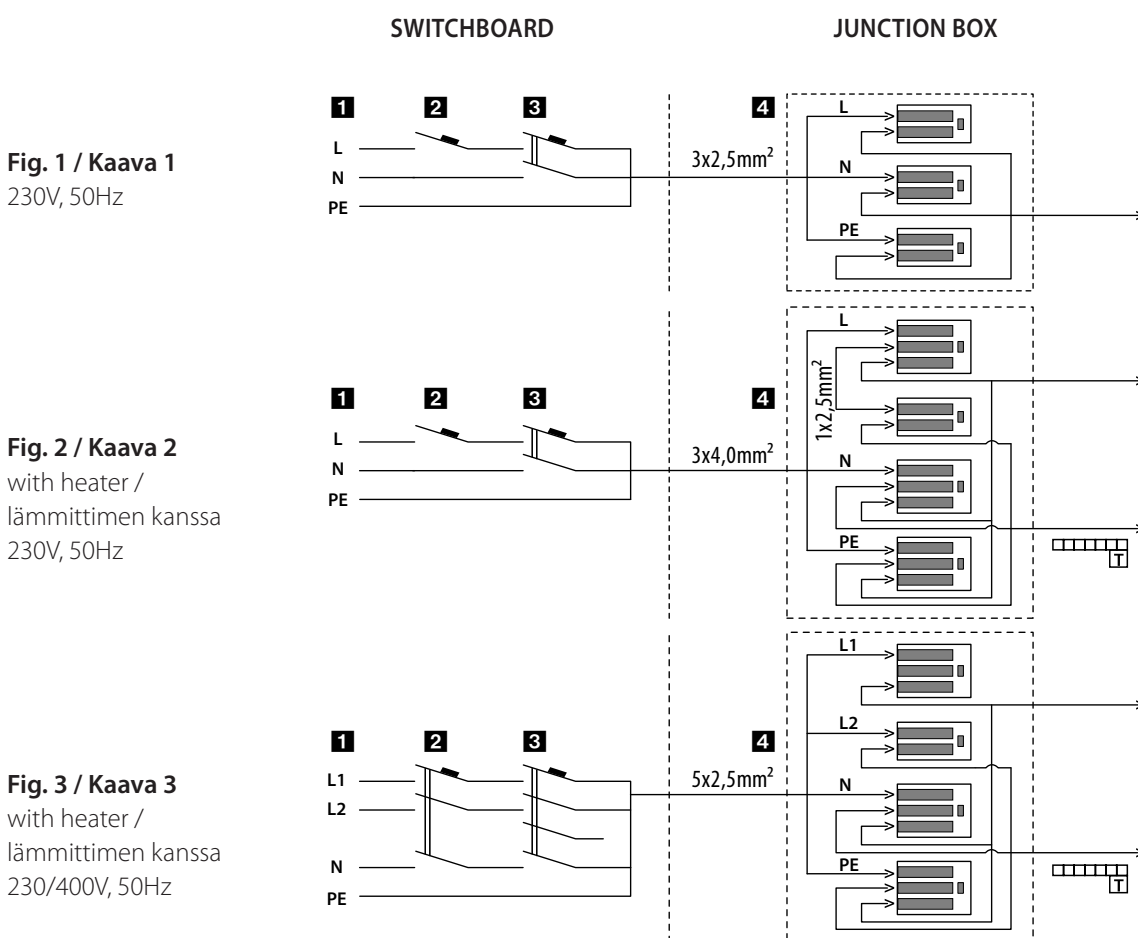 SWITCHBOARD
JUNCTION BOX
Fig. 1 / Kaava 1
230V, 50Hz
1
2
3
4
L
N
PE
3x2,5mm²
L
N
PE
Fig. 2 / Kaava 2
with heater /
lämmittimen kanssa
230V, 50Hz
1
2
3
4
L
N
PE
3x4,0mm²
L
1x2,5mm²
N
PE
T
Fig. 3 / Kaava 3
with heater /
lämmittimen kanssa
230/400V, 50Hz
1
2
3
4
L1
L2
N
PE
5x2,5mm²
L1
L2
N
PE
T